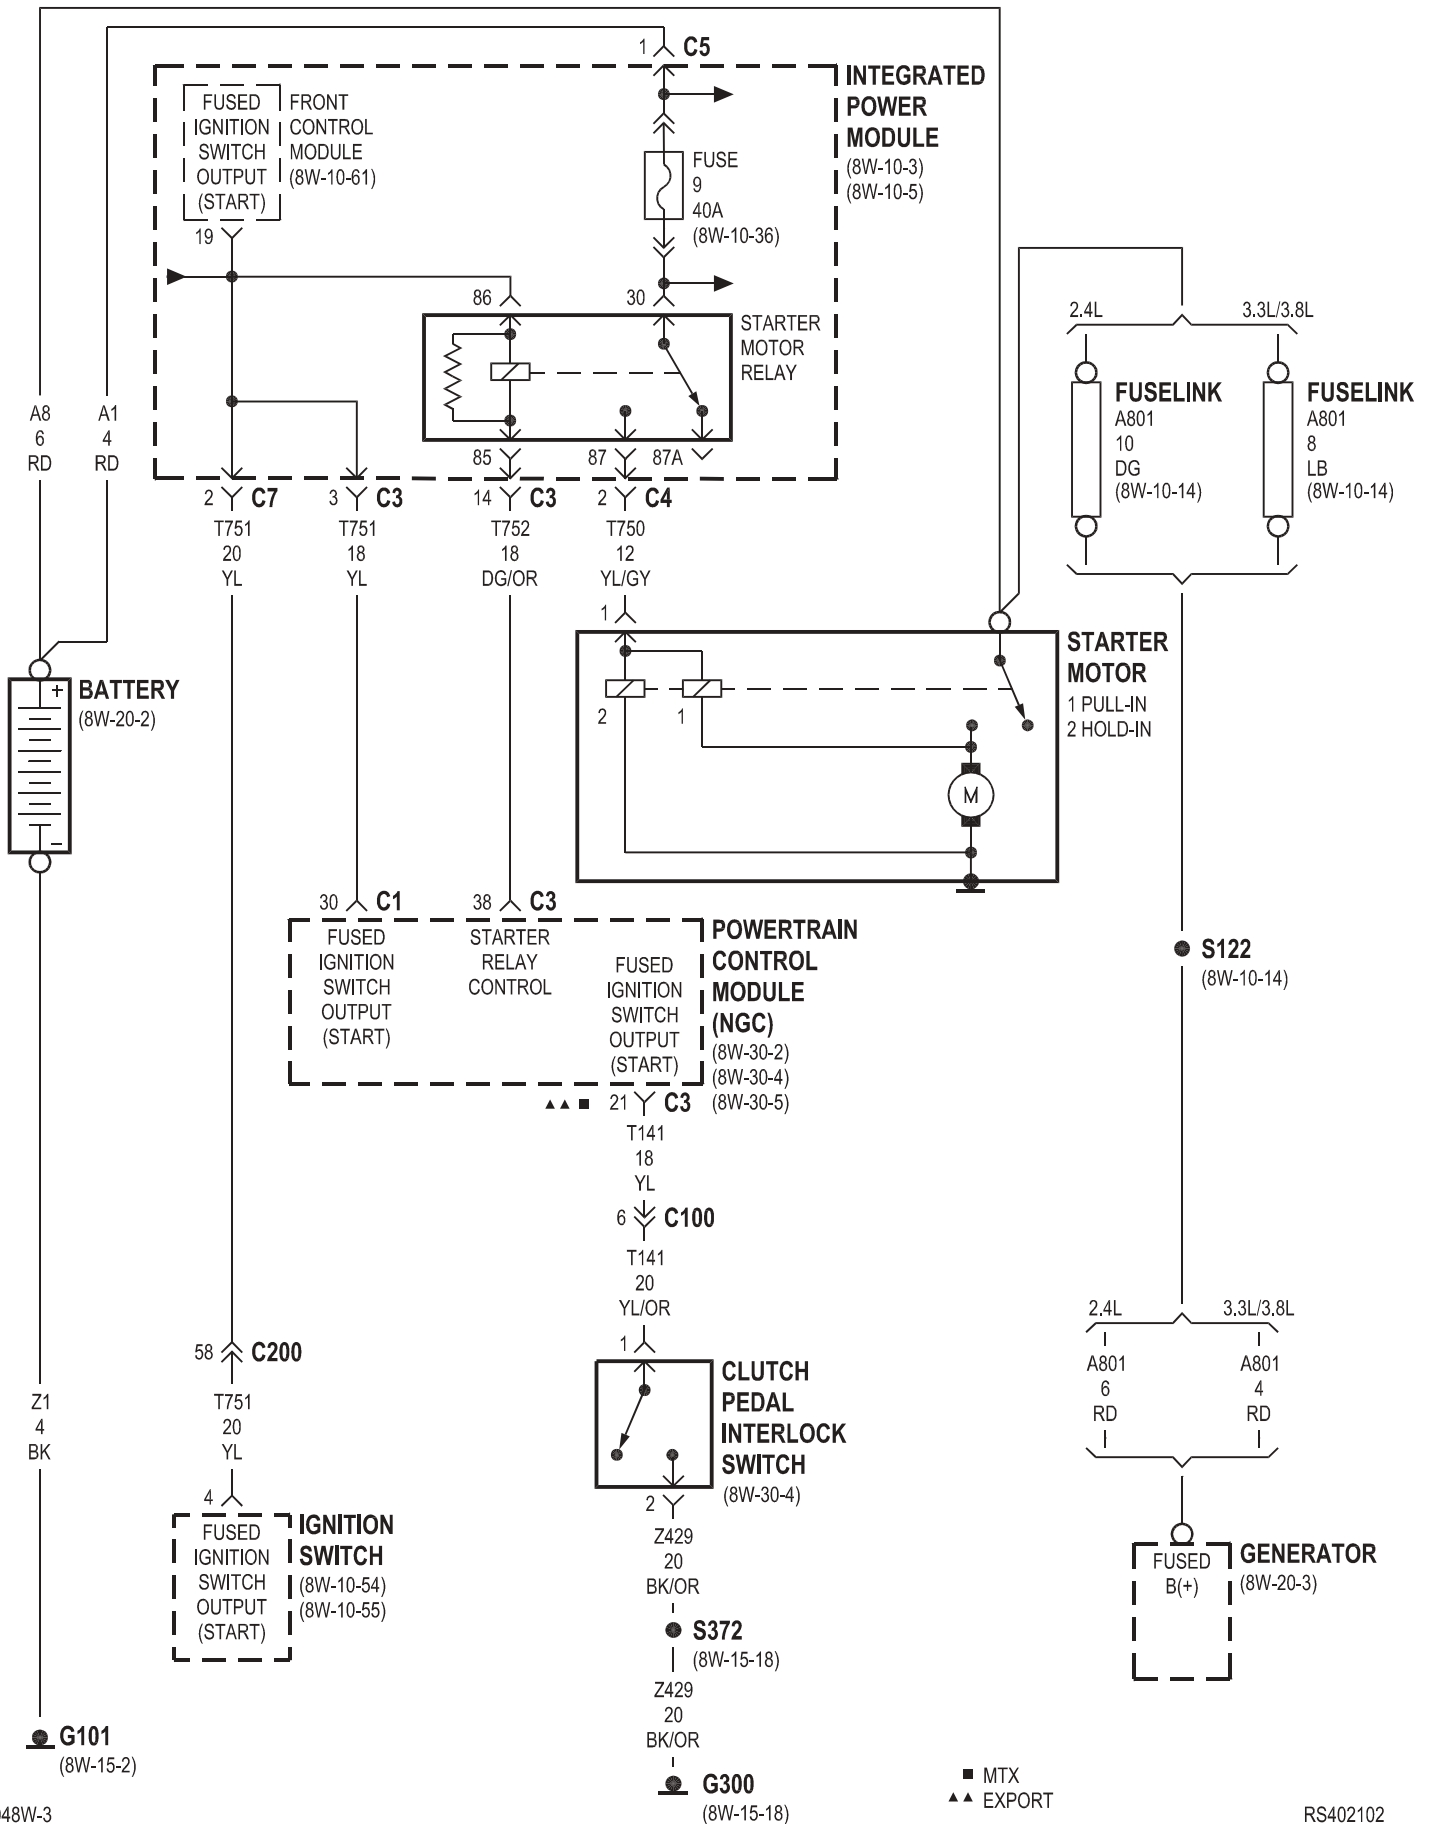 1 C5
INTEGRATED
POWER
MODULE
(8W-10-3)
(8W-10-5)
FUSED
IGNITION
SWITCH
OUTPUT
(START)
FRONT
CONTROL
MODULE
(8W-10-61)
19
FUSE
9
40A
(8W-10-36)
86
30
STARTER
MOTOR
RELAY
85
87
87A
A8
6
RD
A1
4
RD
2 C7
3 C3
14 C3
2 C4
T751
20
YL
T751
18
YL
T752
18
DG/OR
T750
12
YL/GY
2.4L
3.3L/3.8L
FUSELINK
A801
10
DG
(8W-10-14)
FUSELINK
A801
8
LB
(8W-10-14)
1
STARTER
MOTOR
1 PULL-IN
2 HOLD-IN
2
1
M
+
BATTERY
(8W-20-2)
−
30 C1
38 C3
FUSED
IGNITION
SWITCH
OUTPUT
(START)
STARTER
RELAY
CONTROL
FUSED
IGNITION
SWITCH
OUTPUT
(START)
POWERTRAIN
CONTROL
MODULE
(NGC)
(8W-30-2)
(8W-30-4)
(8W-30-5)
▲▲ ■ 21 C3
T141
18
YL
6 C100
T141
20
YL/OR
1
CLUTCH
PEDAL
INTERLOCK
SWITCH
(8W-30-4)
2
Z429
20
BK/OR
S372
(8W-15-18)
Z429
20
BK/OR
G300
(8W-15-18)
S122
(8W-10-14)
2.4L
3.3L/3.8L
A801
6
RD
A801
4
RD
GENERATOR
(8W-20-3)
FUSED
B(+)
58 C200
T751
20
YL
4
FUSED
IGNITION
SWITCH
OUTPUT
(START)
IGNITION
SWITCH
(8W-10-54)
(8W-10-55)
Z1
4
BK
G101
(8W-15-2)
■ MTX
▲▲ EXPORT
48W-3
RS402102